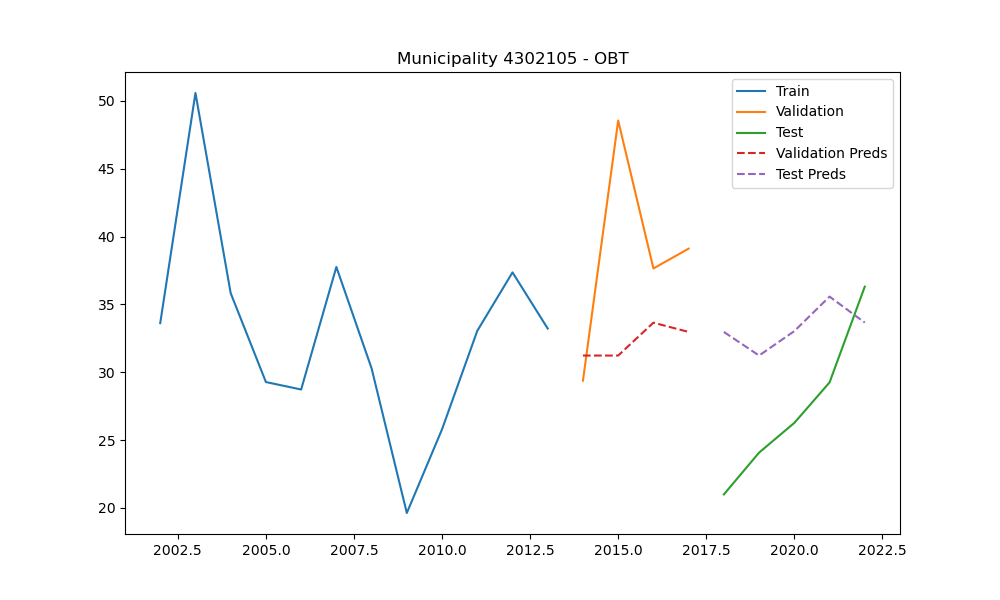 Municipality 4302105 - OBT
Train
Validation
Test
Validation Preds
Test Preds
50
45
40
35
30
25
20
2002.5 2005.0 2007.5 2010.0 2012.5 2015.0 2017.5 2020.0 2022.5